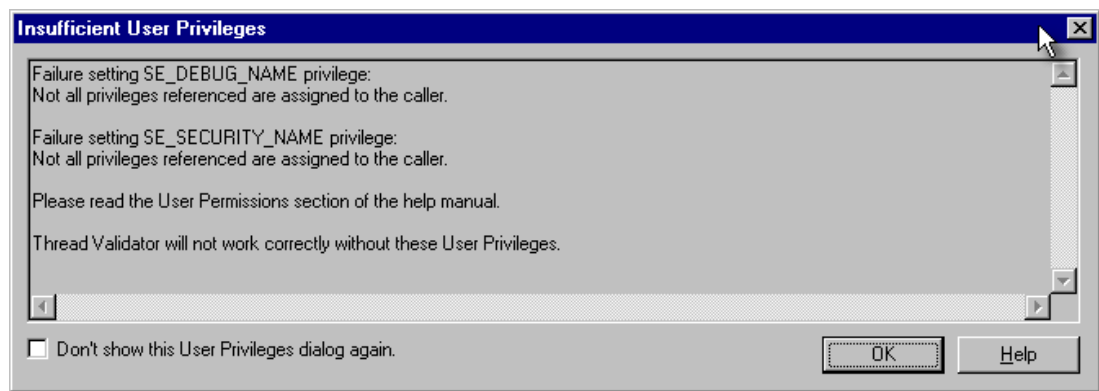 Insufficient User Privileges
Failure setting SE_DEBUG_NAME privilege:
Not all privileges referenced are assigned to the caller.
Failure setting SE_SECURITY_NAME privilege:
Not all privileges referenced are assigned to the caller.
Please read the User Permissions section of the help manual.
Thread Validator will not work correctly without these User Privileges.
Don't show this User Privileges dialog again.
OK
Help